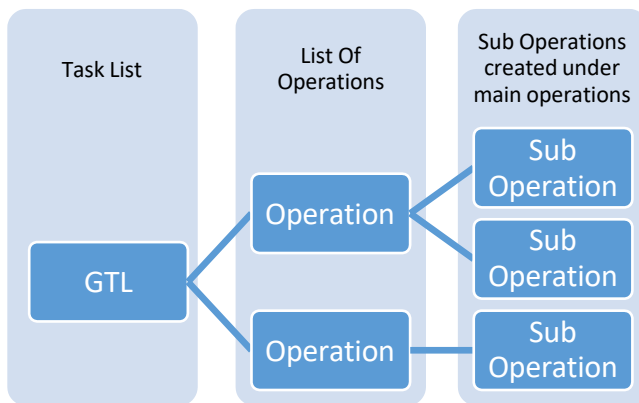 Task List
List Of
Operations
Sub Operations
created under
main operations
GTL
Operation
Operation
Sub
Operation
Sub
Operation
Sub
Operation